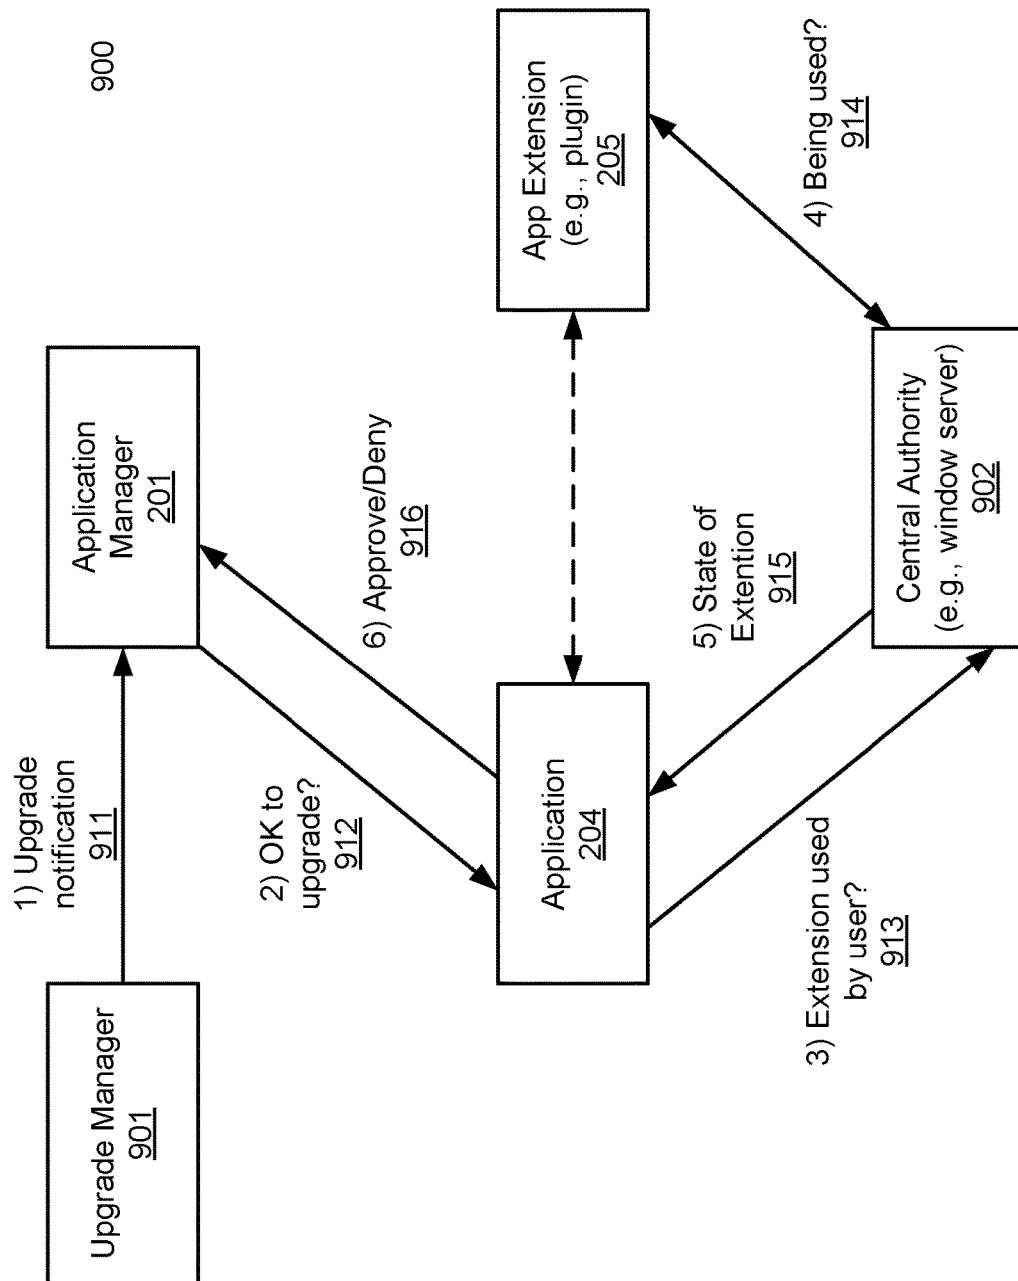 900
Upgrade Manager
901
1) Upgrade
notification
911
Application
Manager
201
2) OK to
upgrade?
912
6) Approve/Deny
916
Application
204
App Extension
(e.g., plugin)
205
3) Extension used
by user?
913
5) State of
Extention
915
4) Being used?
914
Central Authority
(e.g., window server)
902